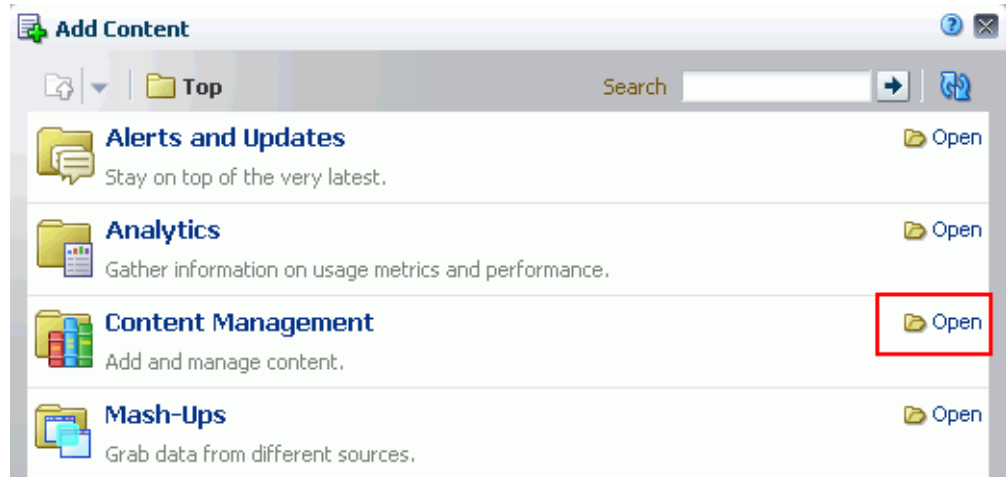 Add Content
Top Search
Alerts and Updates Open
Stay on top of the very latest.
Analytics Open
Gather information on usage metrics and performance.
Content Management Open
Add and manage content.
Mash-Ups Open
Grab data from different sources.